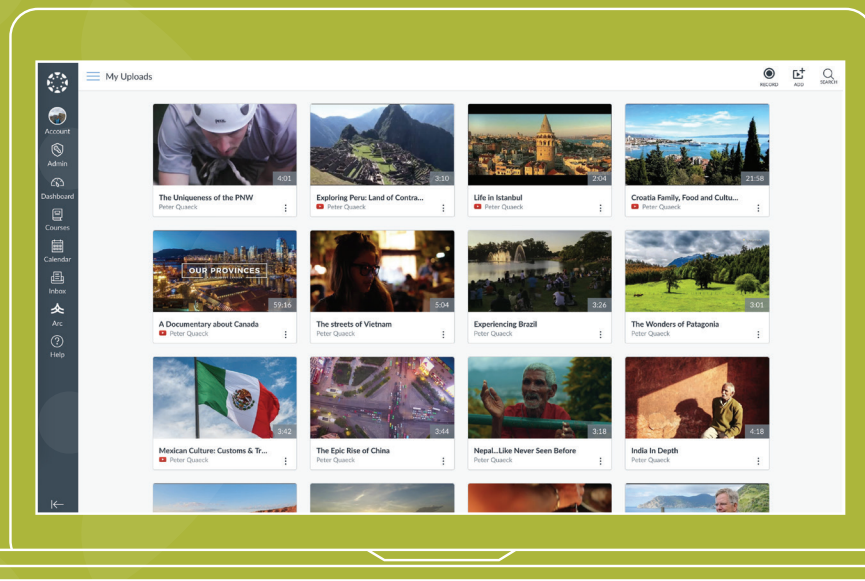 My Uploads
RECORD
ADD
SEARCH
Account
Admin
Dashboard
Courses
Calendar
Inbox
Arc
Help
4:01
3:10
2:04
21:58
The Uniqueness of the PNW
Exploring Peru: Land of Contra...
Life in Istanbul
Croatia Family, Food and Cultu...
Peter Quaeck
Peter Quaeck
Peter Quaeck
Peter Quaeck
OUR PROVINCES
59:16
5:04
3:26
3:01
A Documentary about Canada
The streets of Vietnam
Experiencing Brazil
The Wonders of Patagonia
Peter Quaeck
Peter Quaeck
Peter Quaeck
Peter Quaeck
3:42
3:44
3:18
4:18
Mexican Culture: Customs & Tr...
The Epic Rise of China
Nepal...Like Never Seen Before
India In Depth
Peter Quaeck
Peter Quaeck
Peter Quaeck
Peter Quaeck